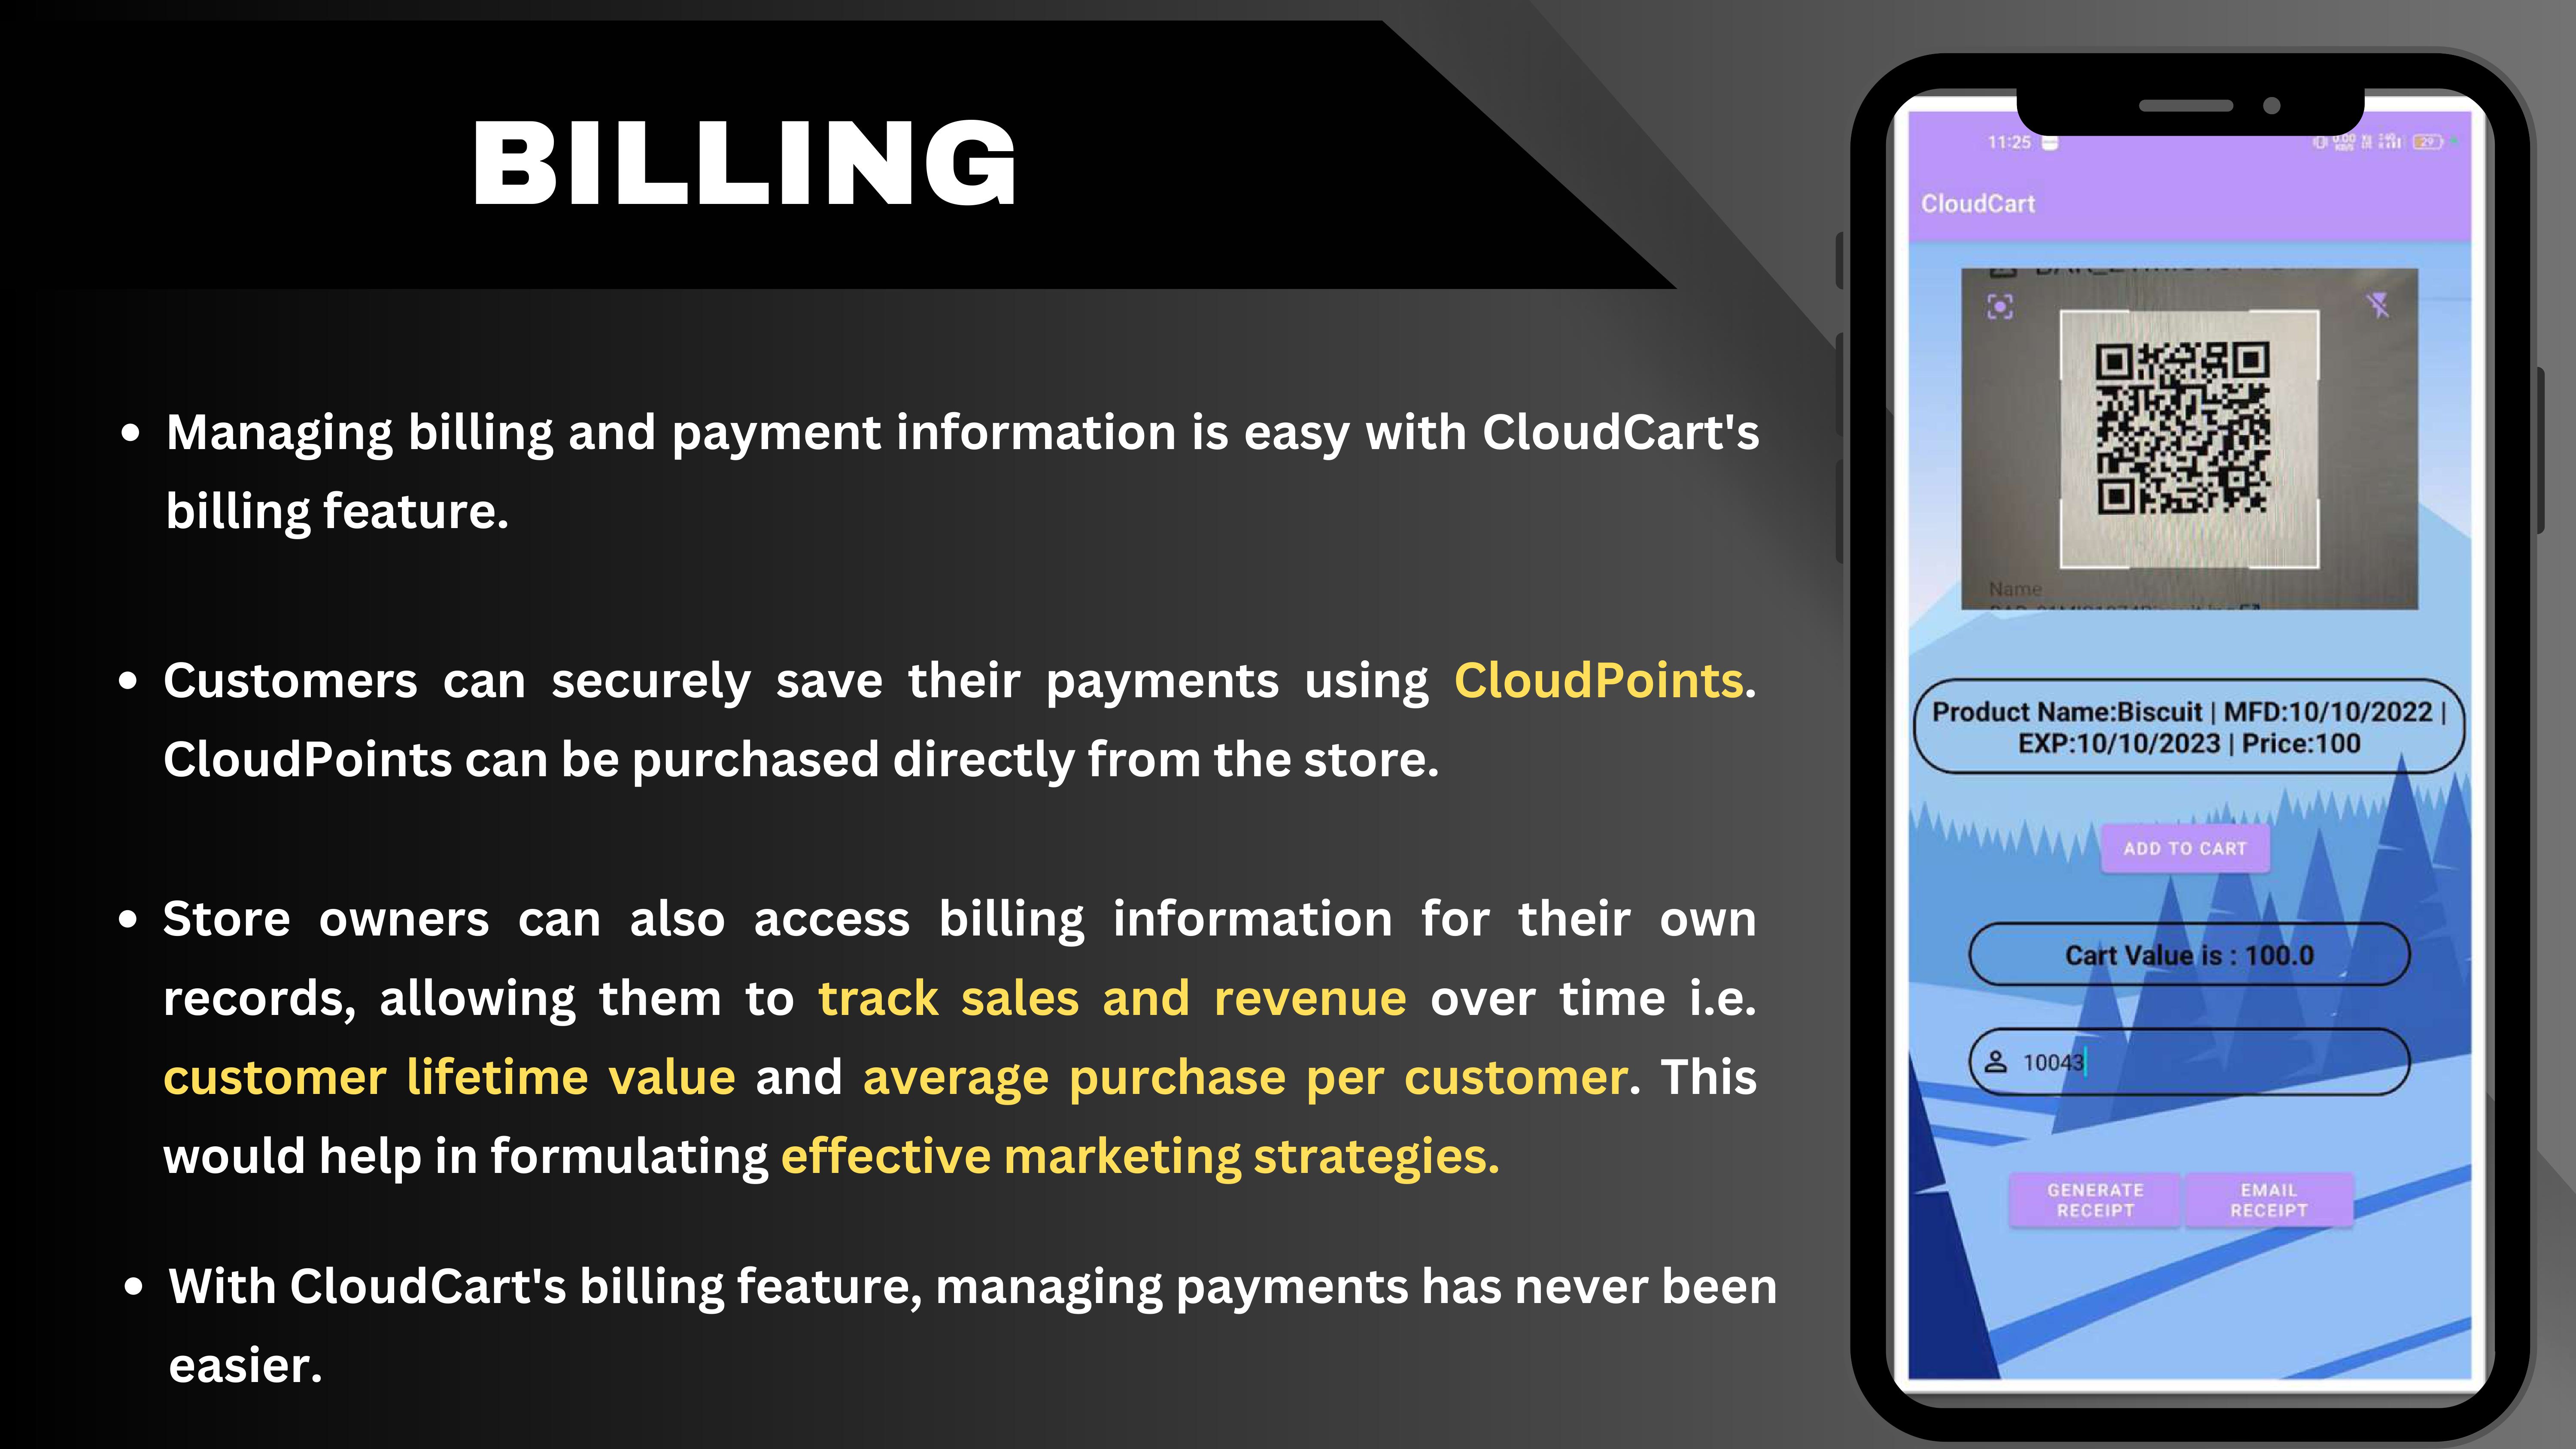 BILLING
Managing billing and payment information is easy with CloudCart's
billing feature.
Customers can securely save their payments using CloudPoints.
CloudPoints can be purchased directly from the store.
Store owners can also access billing information for their own
records, allowing them to track sales and revenue over time i.e.
customer lifetime value and average purchase per customer. This
would help in formulating effective marketing strategies.
With CloudCart's billing feature, managing payments has never been
easier.
11:25
29
CloudCart
Name
Product Name:Biscuit | MFD:10/10/2022 |
EXP:10/10/2023 | Price:100
ADD TO CART
Cart Value is : 100.0
10043
GENERATE
RECEIPT
EMAIL
RECEIPT